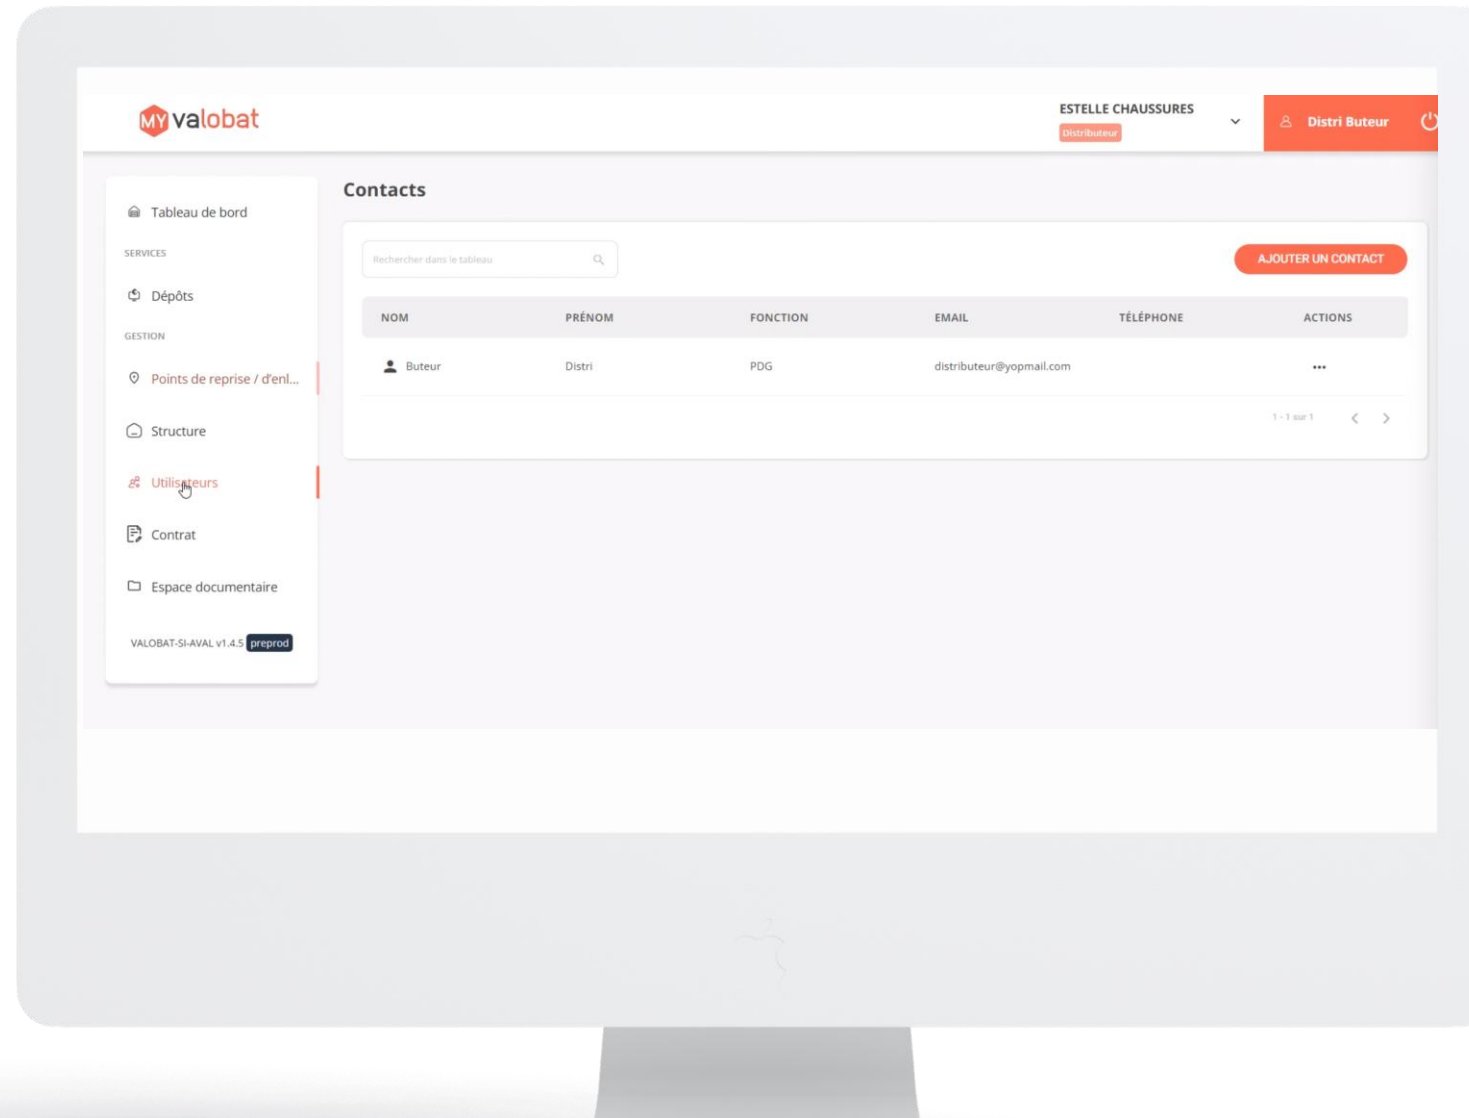 MY valobat
ESTELLE CHAUSSURES
Distributeur
Distri Buteur
Tableau de bord
SERVICES
Dépôts
GESTION
Points de reprise / d'enl...
Structure
Utilisateurs
Contrat
Espace documentaire
VALOBAT-SI-AVAL v1.4.5 preprod
Contacts
Rechercher dans le tableau
AJOUTER UN CONTACT
NOM PRÉNOM FONCTION EMAIL TÉLÉPHONE ACTIONS
Buteur Distri PDG distributeur@yopmail.com
1 - 1 sur 1